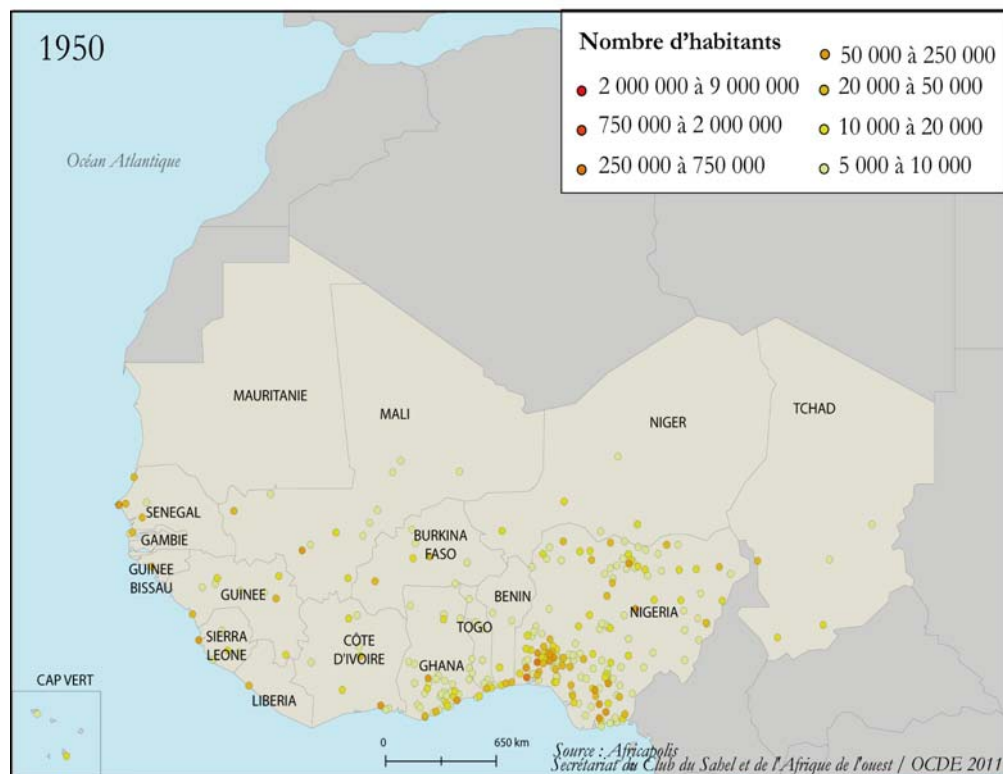 1950
Nombre d'habitants
2 000 000 à 9 000 000
750 000 à 2 000 000
250 000 à 750 000
50 000 à 250 000
20 000 à 50 000
10 000 à 20 000
5 000 à 10 000
Océan Atlantique
MAURITANIE
MALI
NIGER
TCHAD
SENEGAL
GAMBIE
GUINEE
BISSAU
GUINEE
SIERRA
LEONE
LIBERIA
CÔTE
D'IVOIRE
BURKINA
FASO
GHANA
TOGO
BENIN
NIGERIA
CAP VERT
0
650 km
Source : Africapolis
Secrétariat du Club du Sahel et de l'Afrique de l'ouest / OCDE 2011